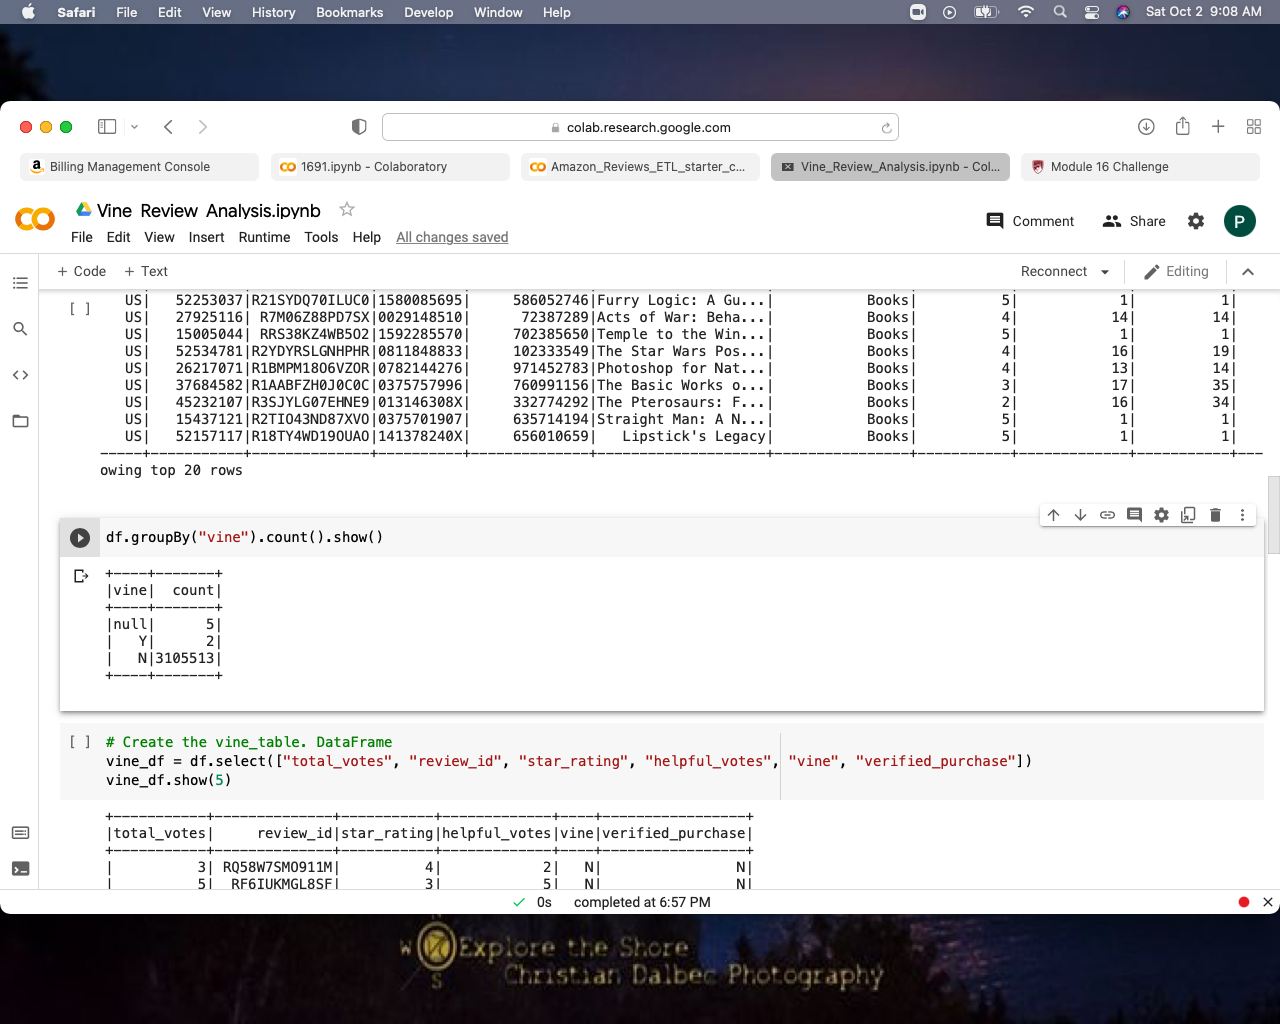 Safari File Edit View History Bookmarks Develop Window Help Sat Oct 2 9:08 AM
colab.research.google.com
Billing Management Console 1691.ipynb - Colaboratory Amazon_Reviews_ETL_starter_c... Vine_Review_Analysis.ipynb - Col... Module 16 Challenge
Vine_Review_Analysis.ipynb
Comment Share P
File Edit View Insert Runtime Tools Help All changes saved
+ Code + Text Reconnect Editing
[ ] US| 52253037|R21SYDQ70ILUC0|1580085695| 586052746|Furry Logic: A Gu...| Books| 5| 1| 1|
US| 27925116| R7M06Z88PD7SX|0029148510| 72387289|Acts of War: Beha...| Books| 4| 14| 14|
US| 15005044| RRS38KZ4WB5O2|1592285570| 702385650|Temple to the Win...| Books| 5| 1| 1|
US| 52534781|R2YDYRSLGNHPHR|0811848833| 102333549|The Star Wars Pos...| Books| 4| 16| 19|
US| 26217071|R1BMPM18O6VZOR|0782144276| 971452783|Photoshop for Nat...| Books| 4| 13| 14|
US| 37684582|R1AABFZH0J0C0C|0375757996| 760991156|The Basic Works o...| Books| 3| 17| 35|
US| 45232107|R3SJYLG07EHNE9|013146308X| 332774292|The Pterosaurs: F...| Books| 2| 16| 34|
US| 15437121|R2TIO43ND87XVO|0375701907| 635714194|Straight Man: A N...| Books| 5| 1| 1|
US| 52157117|R18TY4WD19OUAO|141378240X| 656010659| Lipstick's Legacy| Books| 5| 1| 1|
-----+-----------+--------------+----------+--------------+--------------------+----------------+-----------+-------------+-----------+---
owing top 20 rows
df.groupBy("vine").count().show()
+----+-------+
|vine| count|
+----+-------+
|null| 5|
| Y| 2|
| N|3105513|
+----+-------+
[ ] # Create the vine_table. DataFrame
vine_df = df.select(["total_votes", "review_id", "star_rating", "helpful_votes", "vine", "verified_purchase"])
vine_df.show(5)
+-----------+-------------+-----------+-------------+----+-----------------+
|total_votes| review_id|star_rating|helpful_votes|vine|verified_purchase|
+-----------+-------------+-----------+-------------+----+-----------------+
| 3| RQ58W7SMO911M| 4| 2| N| N|
| 5| RF6IUKMGL8SF| 3| 5| N| N|
0s completed at 6:57 PM
N
W
Explore the Shore
S
Christian Dalbec Photography